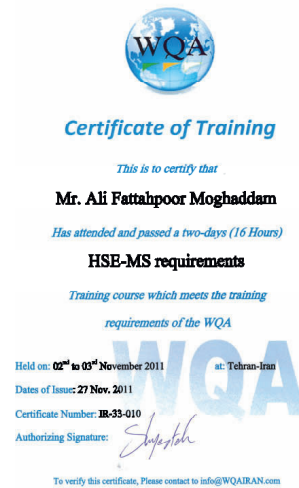 WQA
Certificate of Training
This is to certify that
Mr. Ali Fattahpoor Moghaddam
Has attended and passed a two-days (16 Hours)
HSE-MS requirements
Training course which meets the training
requirements of the WQA
WQA
Held on: 02nd to 03rd November 2011 at: Tehran-Iran
Dates of Issue: 27 Nov. 2011
Certificate Number: IR-33-010
Authorizing Signature:
To verify this certificate, Please contact to info@WQAIRAN.com